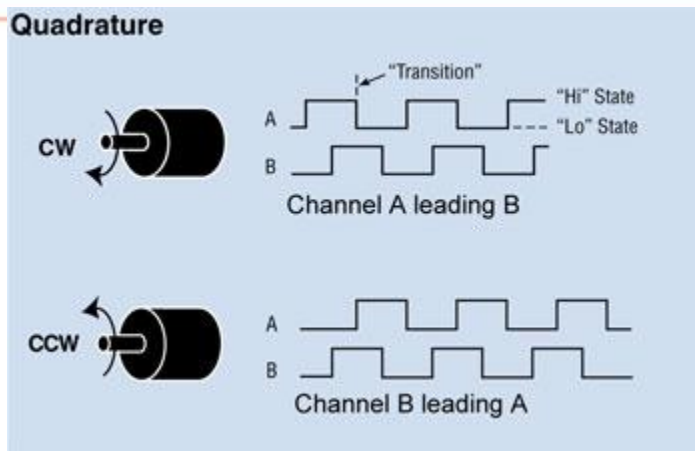 Quadrature
"Transition"
A
"Hi" State
"Lo" State
CW
B
Channel A leading B
A
CCW
B
Channel B leading A